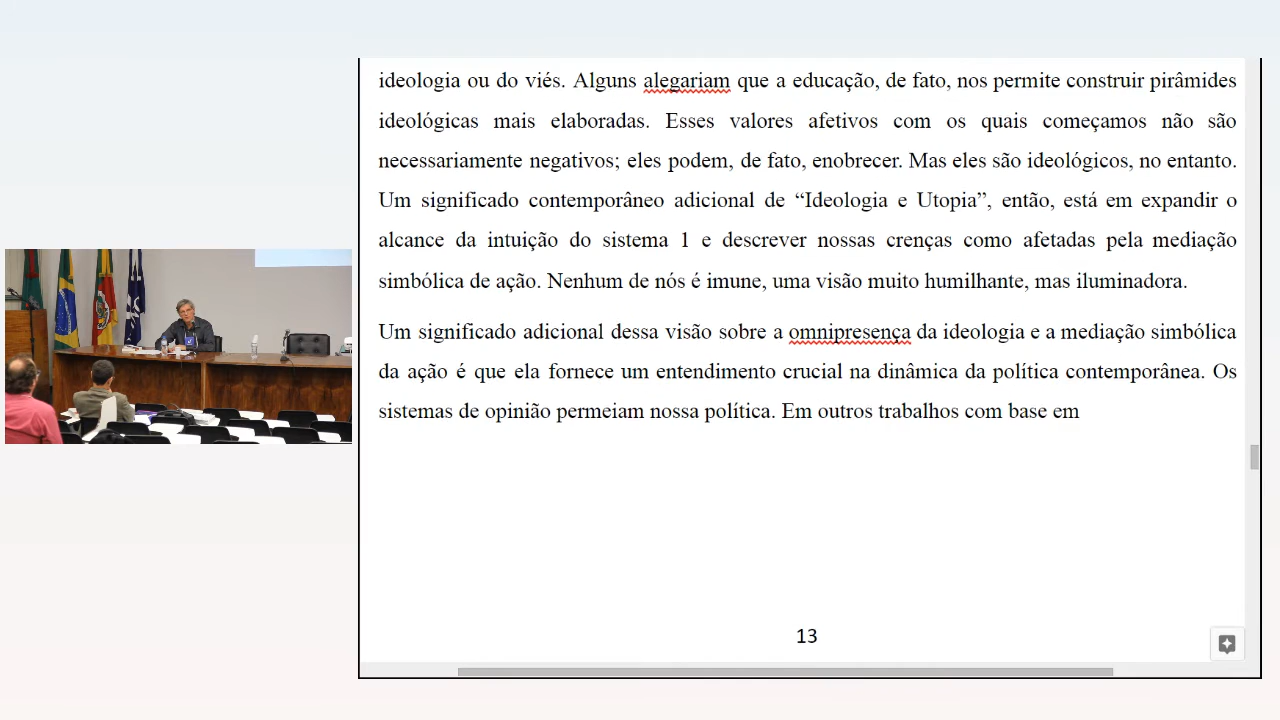 ideologia ou do viés. Alguns alegariam que a educação, de fato, nos permite construir pirâmides
ideológicas mais elaboradas. Esses valores afetivos com os quais começamos não são
necessariamente negativos; eles podem, de fato, enobrecer. Mas eles são ideológicos, no entanto.
Um significado contemporâneo adicional de “Ideologia e Utopia”, então, está em expandir o
alcance da intuição do sistema 1 e descrever nossas crenças como afetadas pela mediação
simbólica de ação. Nenhum de nós é imune, uma visão muito humilhante, mas iluminadora.
Um significado adicional dessa visão sobre a omnipresença da ideologia e a mediação simbólica
da ação é que ela fornece um entendimento crucial na dinâmica da política contemporânea. Os
sistemas de opinião permeiam nossa política. Em outros trabalhos com base em
13